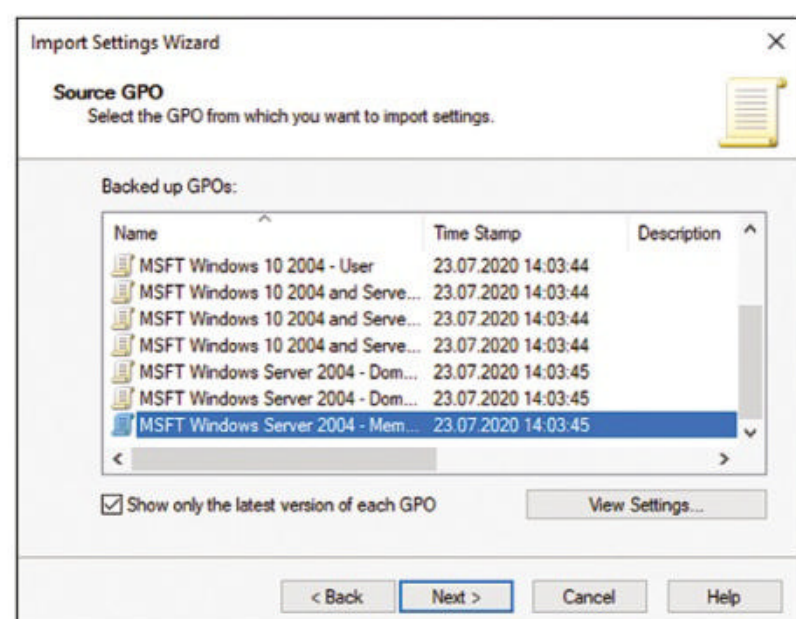 Import Settings Wizard
Source GPO
Select the GPO from which you want to import settings.
Backed up GPOs:
Name Time Stamp Description
MSFT Windows 10 2004 - User 23.07.2020 14:03:44
MSFT Windows 10 2004 and Serve... 23.07.2020 14:03:44
MSFT Windows 10 2004 and Serve... 23.07.2020 14:03:44
MSFT Windows 10 2004 and Serve... 23.07.2020 14:03:44
MSFT Windows Server 2004 - Dom... 23.07.2020 14:03:45
MSFT Windows Server 2004 - Dom... 23.07.2020 14:03:45
MSFT Windows Server 2004 - Mem... 23.07.2020 14:03:45
Show only the latest version of each GPO View Settings...
< Back Next > Cancel Help